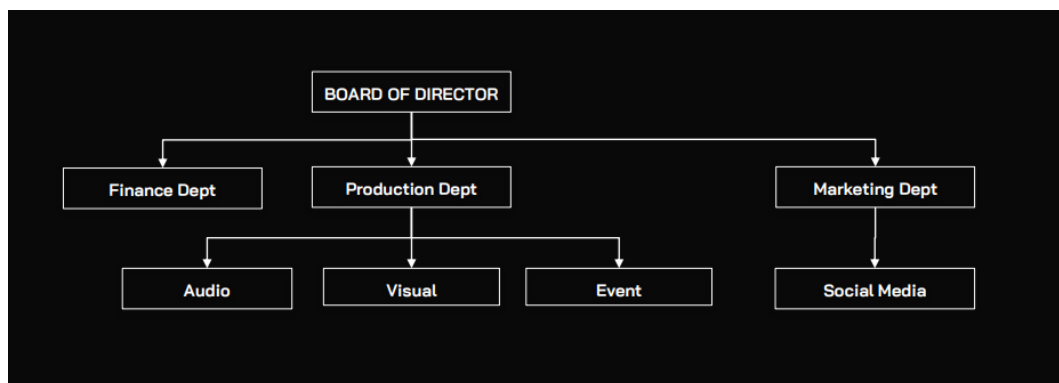 BOARD OF DIRECTOR
Finance Dept
Production Dept
Marketing Dept
Audio
Visual
Event
Social Media